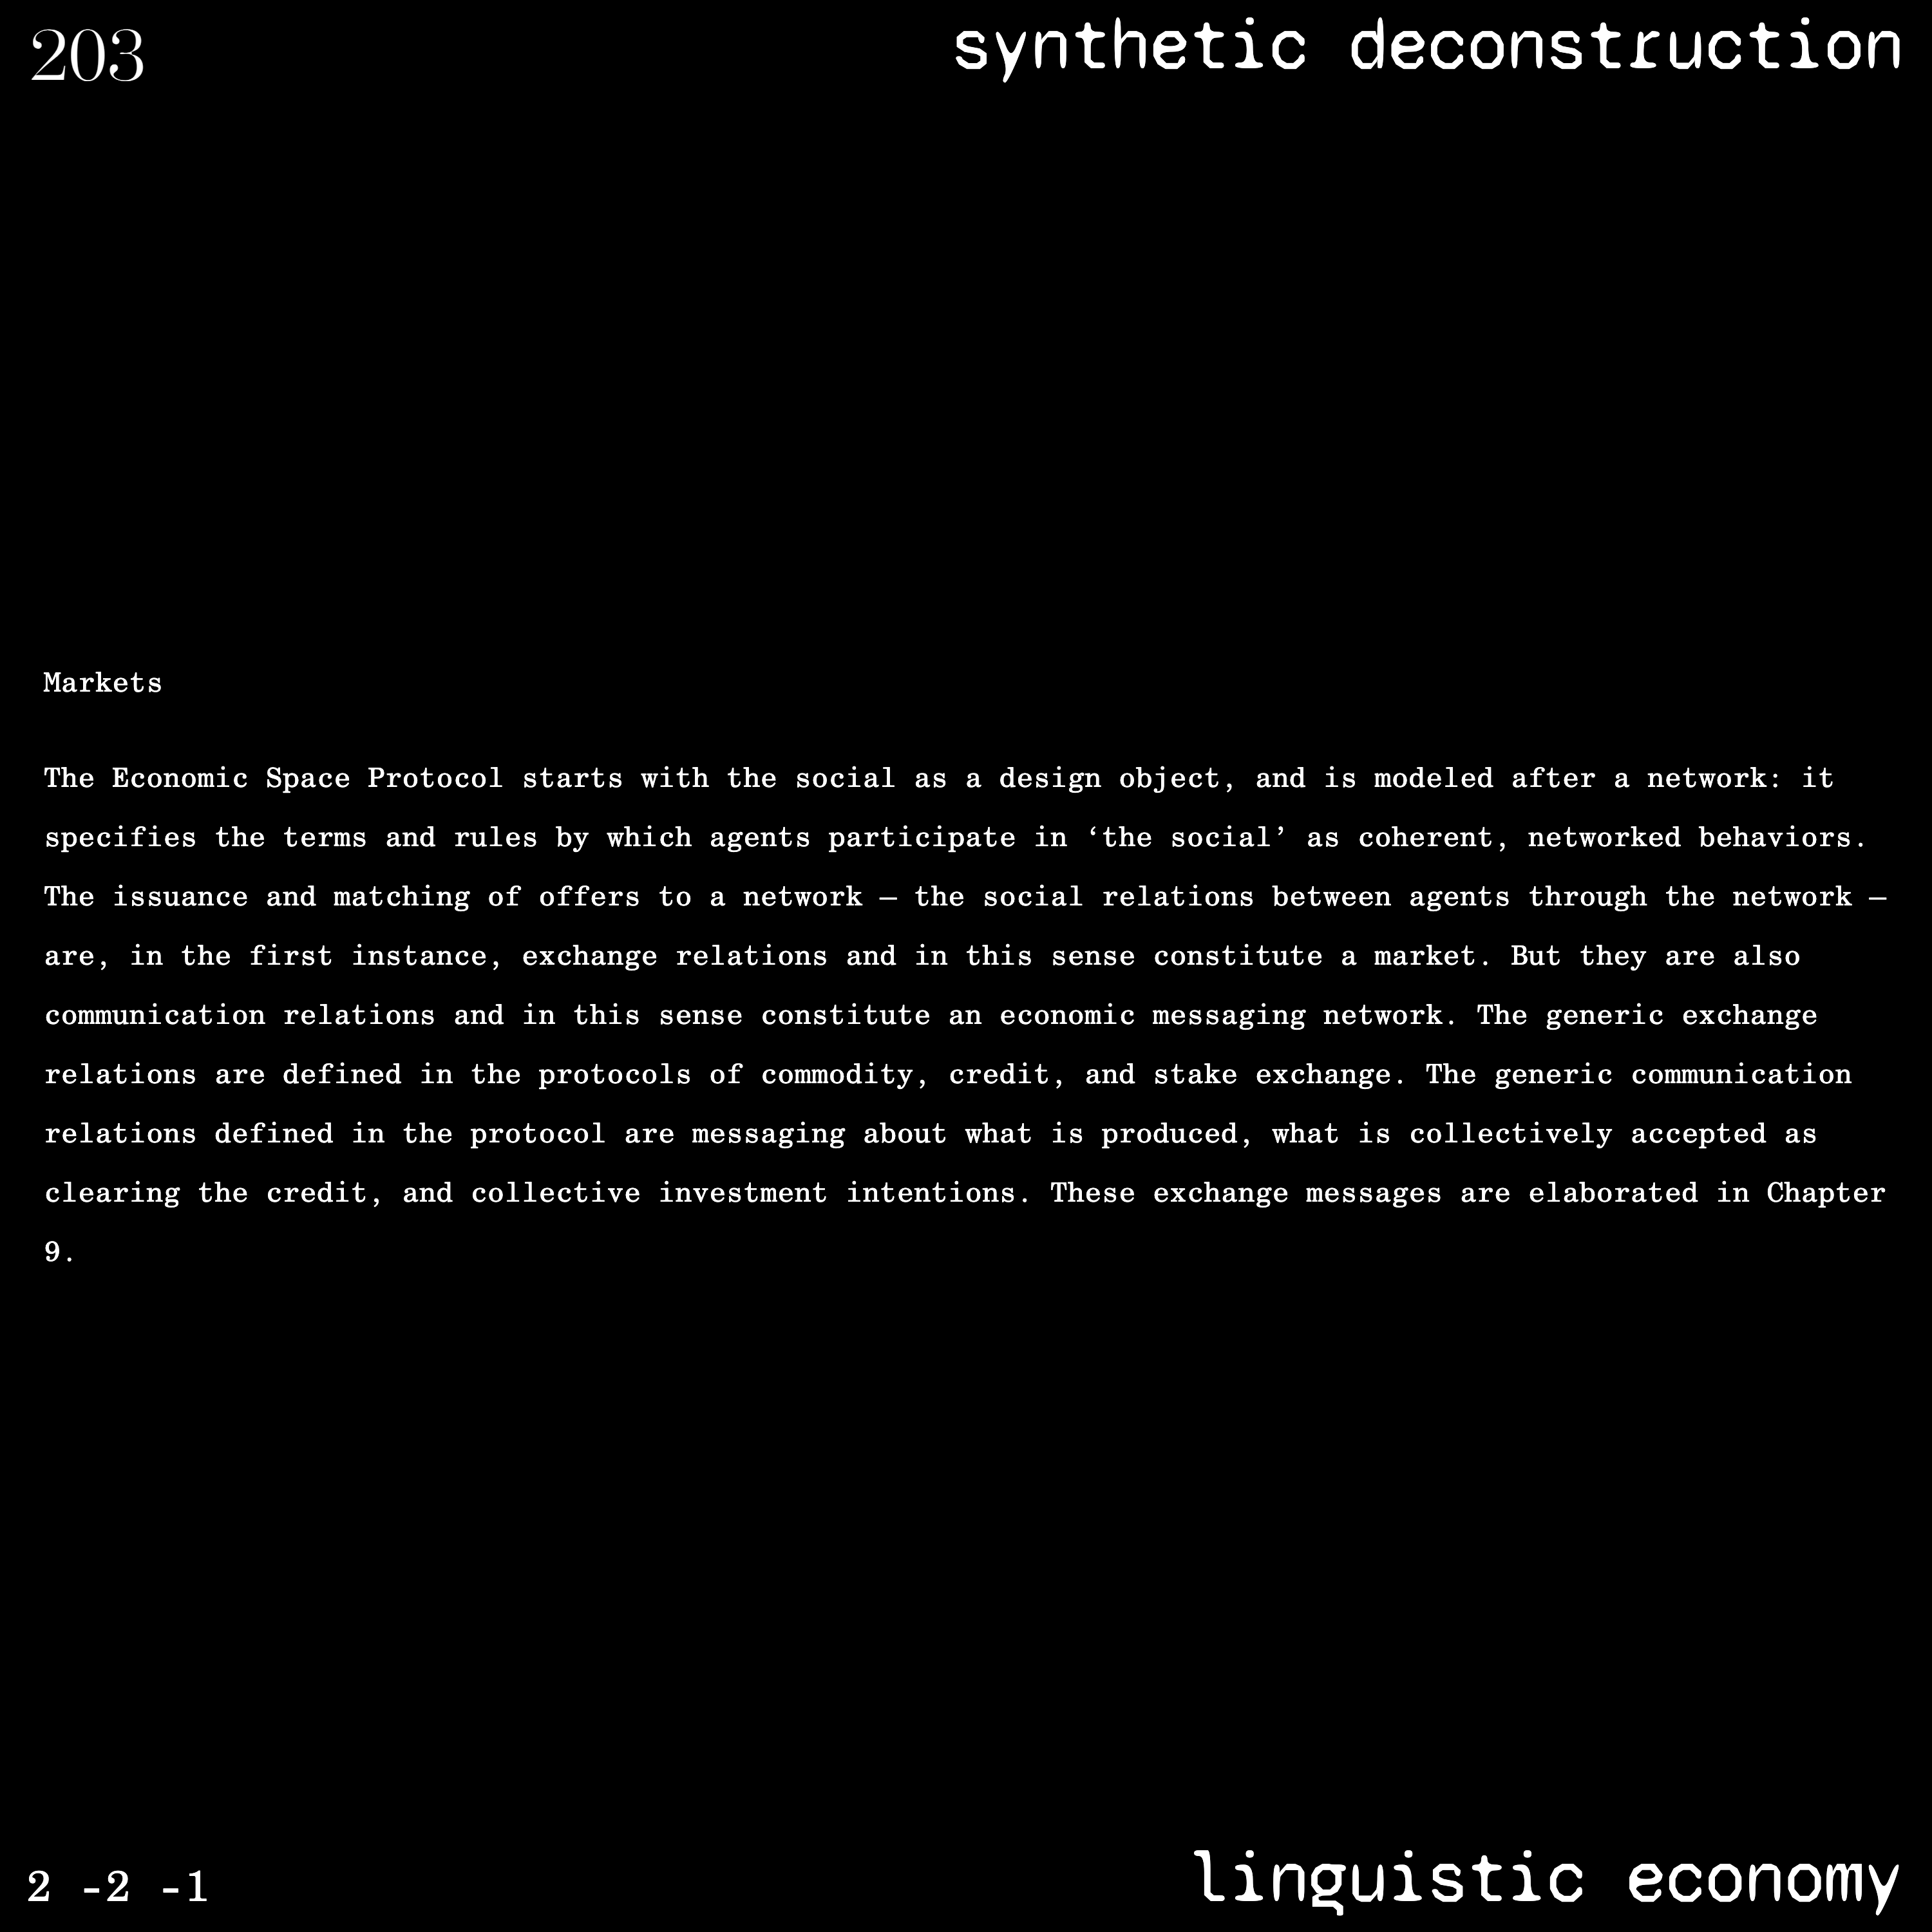 203
synthetic deconstruction
Markets
The Economic Space Protocol starts with the social as a design object, and is modeled after a network: it
specifies the terms and rules by which agents participate in ‘the social’ as coherent, networked behaviors.
The issuance and matching of offers to a network — the social relations between agents through the network —
are, in the first instance, exchange relations and in this sense constitute a market. But they are also
communication relations and in this sense constitute an economic messaging network. The generic exchange
relations are defined in the protocols of commodity, credit, and stake exchange. The generic communication
relations defined in the protocol are messaging about what is produced, what is collectively accepted as
clearing the credit, and collective investment intentions. These exchange messages are elaborated in Chapter
9.
2 -2 -1
linguistic economy